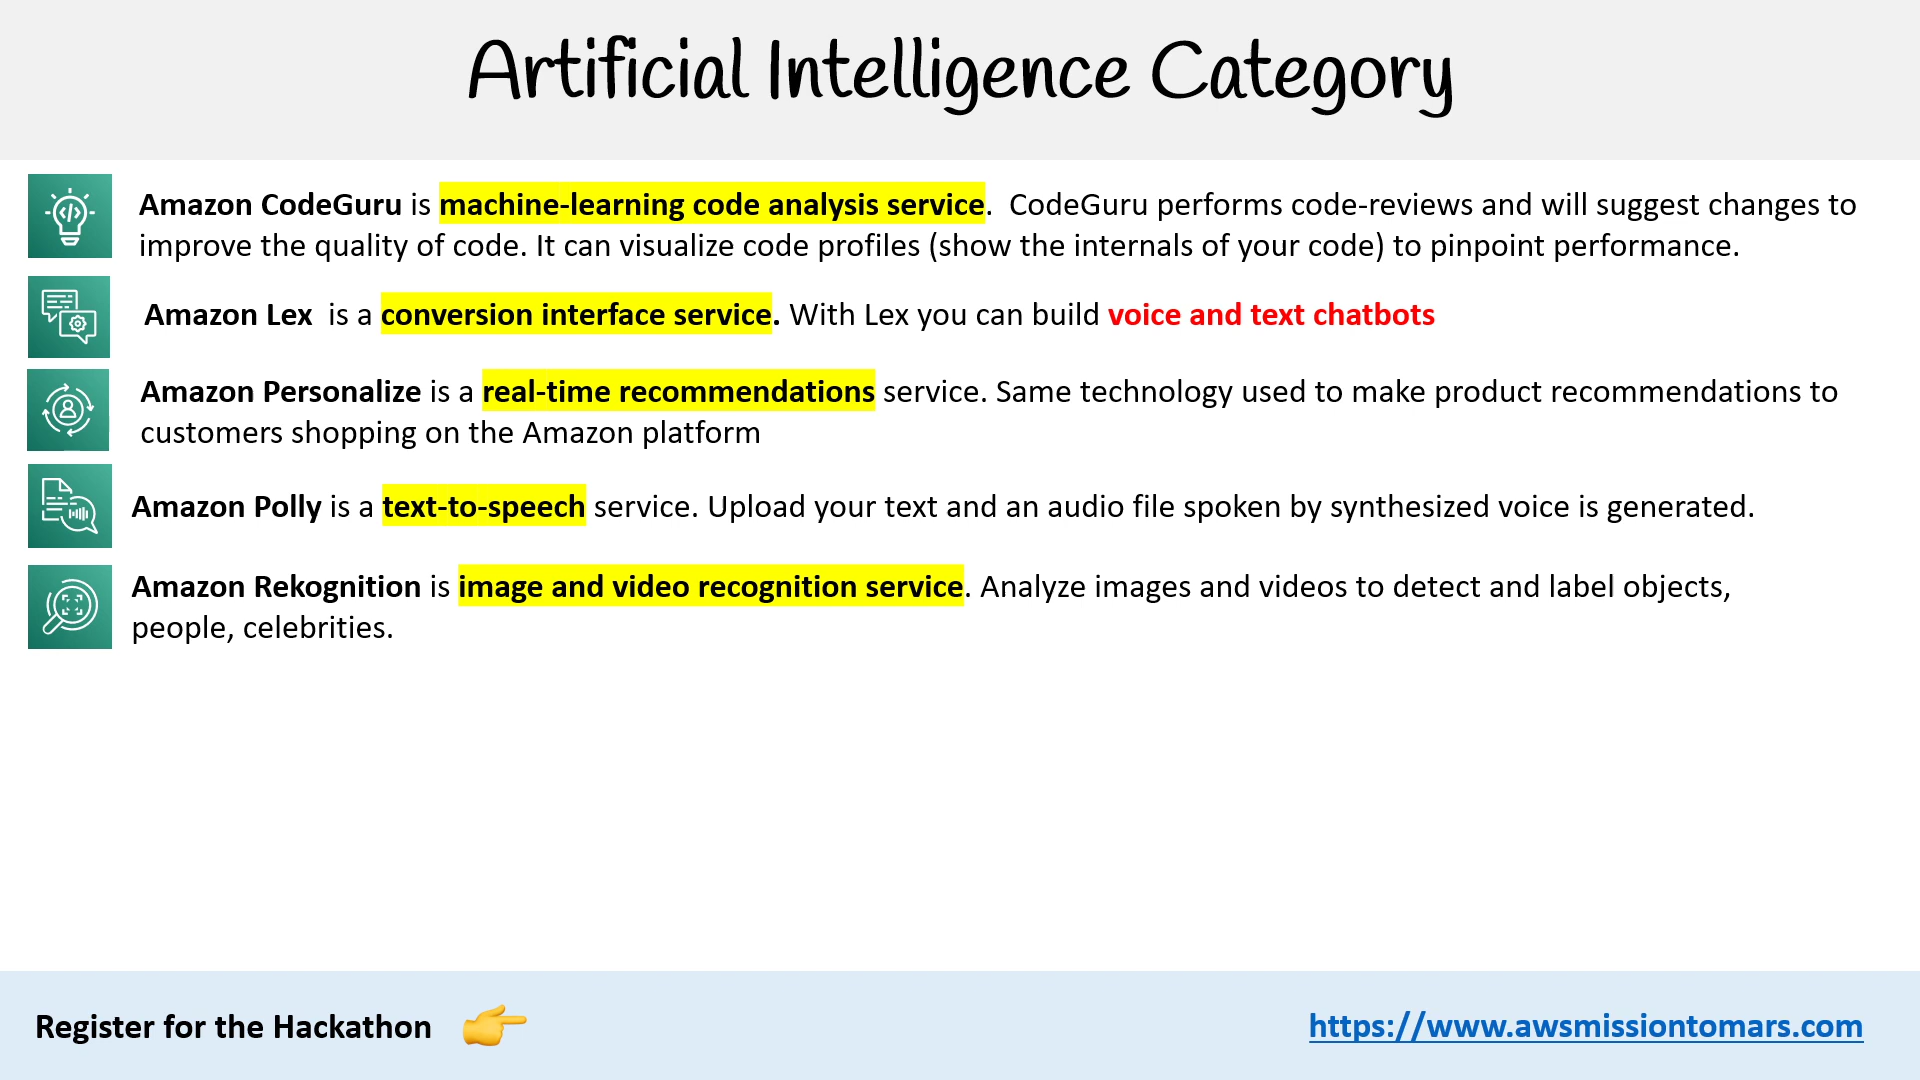 Artificial Intelligence Category
Amazon CodeGuru is machine-learning code analysis service.  CodeGuru performs code-reviews and will suggest changes to
improve the quality of code. It can visualize code profiles (show the internals of your code) to pinpoint performance.
Amazon Lex  is a conversion interface service. With Lex you can build voice and text chatbots
Amazon Personalize is a real-time recommendations service. Same technology used to make product recommendations to
customers shopping on the Amazon platform
Amazon Polly is a text-to-speech service. Upload your text and an audio file spoken by synthesized voice is generated.
Amazon Rekognition is image and video recognition service. Analyze images and videos to detect and label objects,
people, celebrities.
Register for the Hackathon
https://www.awsmissiontomars.com